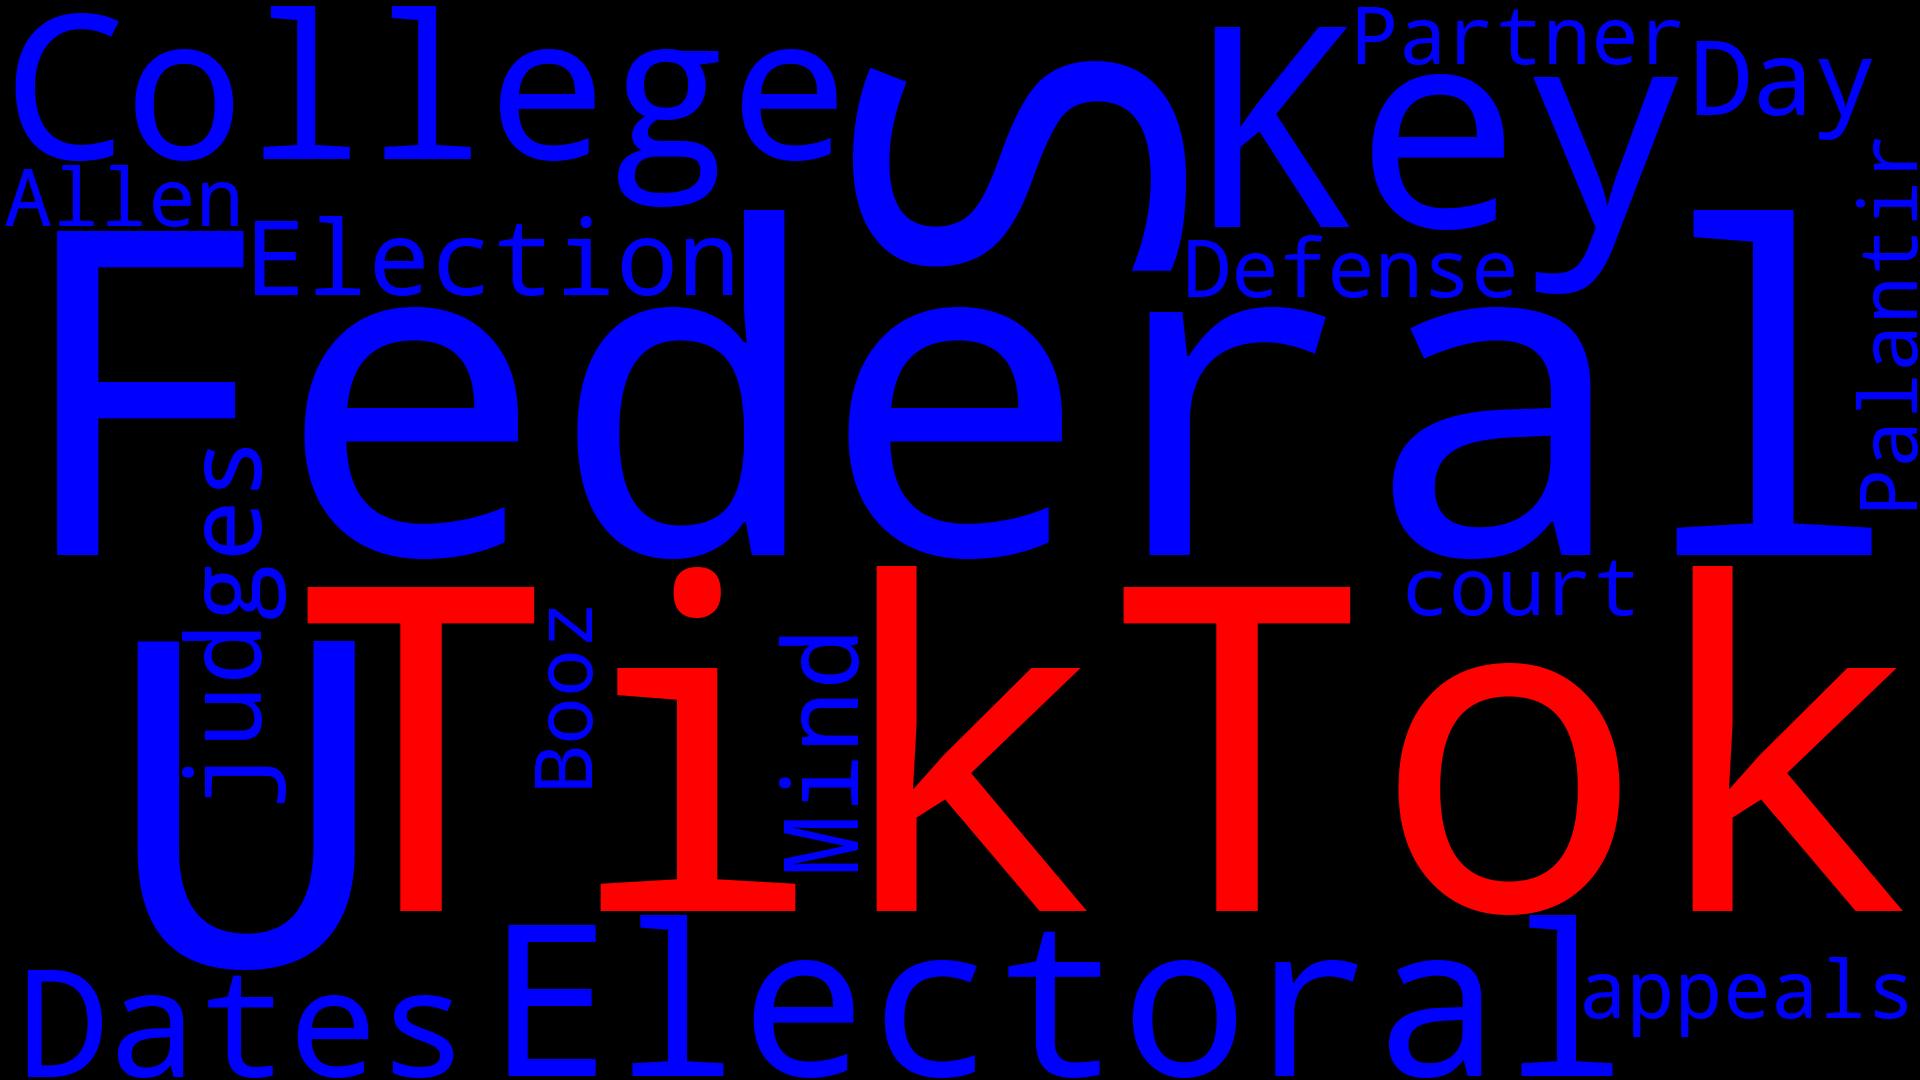 College
S
Key
Partner
Day
Allen
Election
Defense
Palantir
Federal
judges
U
TikTok
Booz
Mind
court
Dates
Electoral
appeals